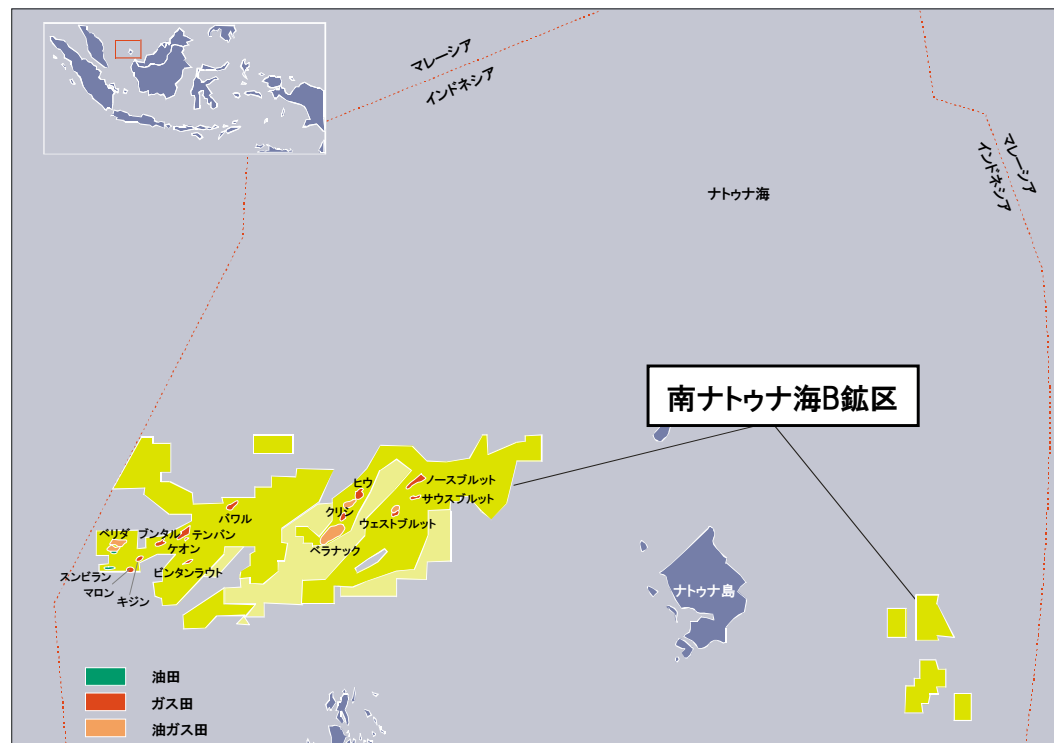 マレーシア
インドネシア
マレーシア
インドネシア
ナトゥナ海
南ナトゥナ海B鉱区
ノースブルット
ヒウ
サウスブルット
クリシ
バワル
ウェストブルット
ベリダ
ブンタル
テンバン
ケオン
ベラナック
ビンタンラウト
スンビラン
マロン
キジン
ナトゥナ島
油田
ガス田
油ガス田